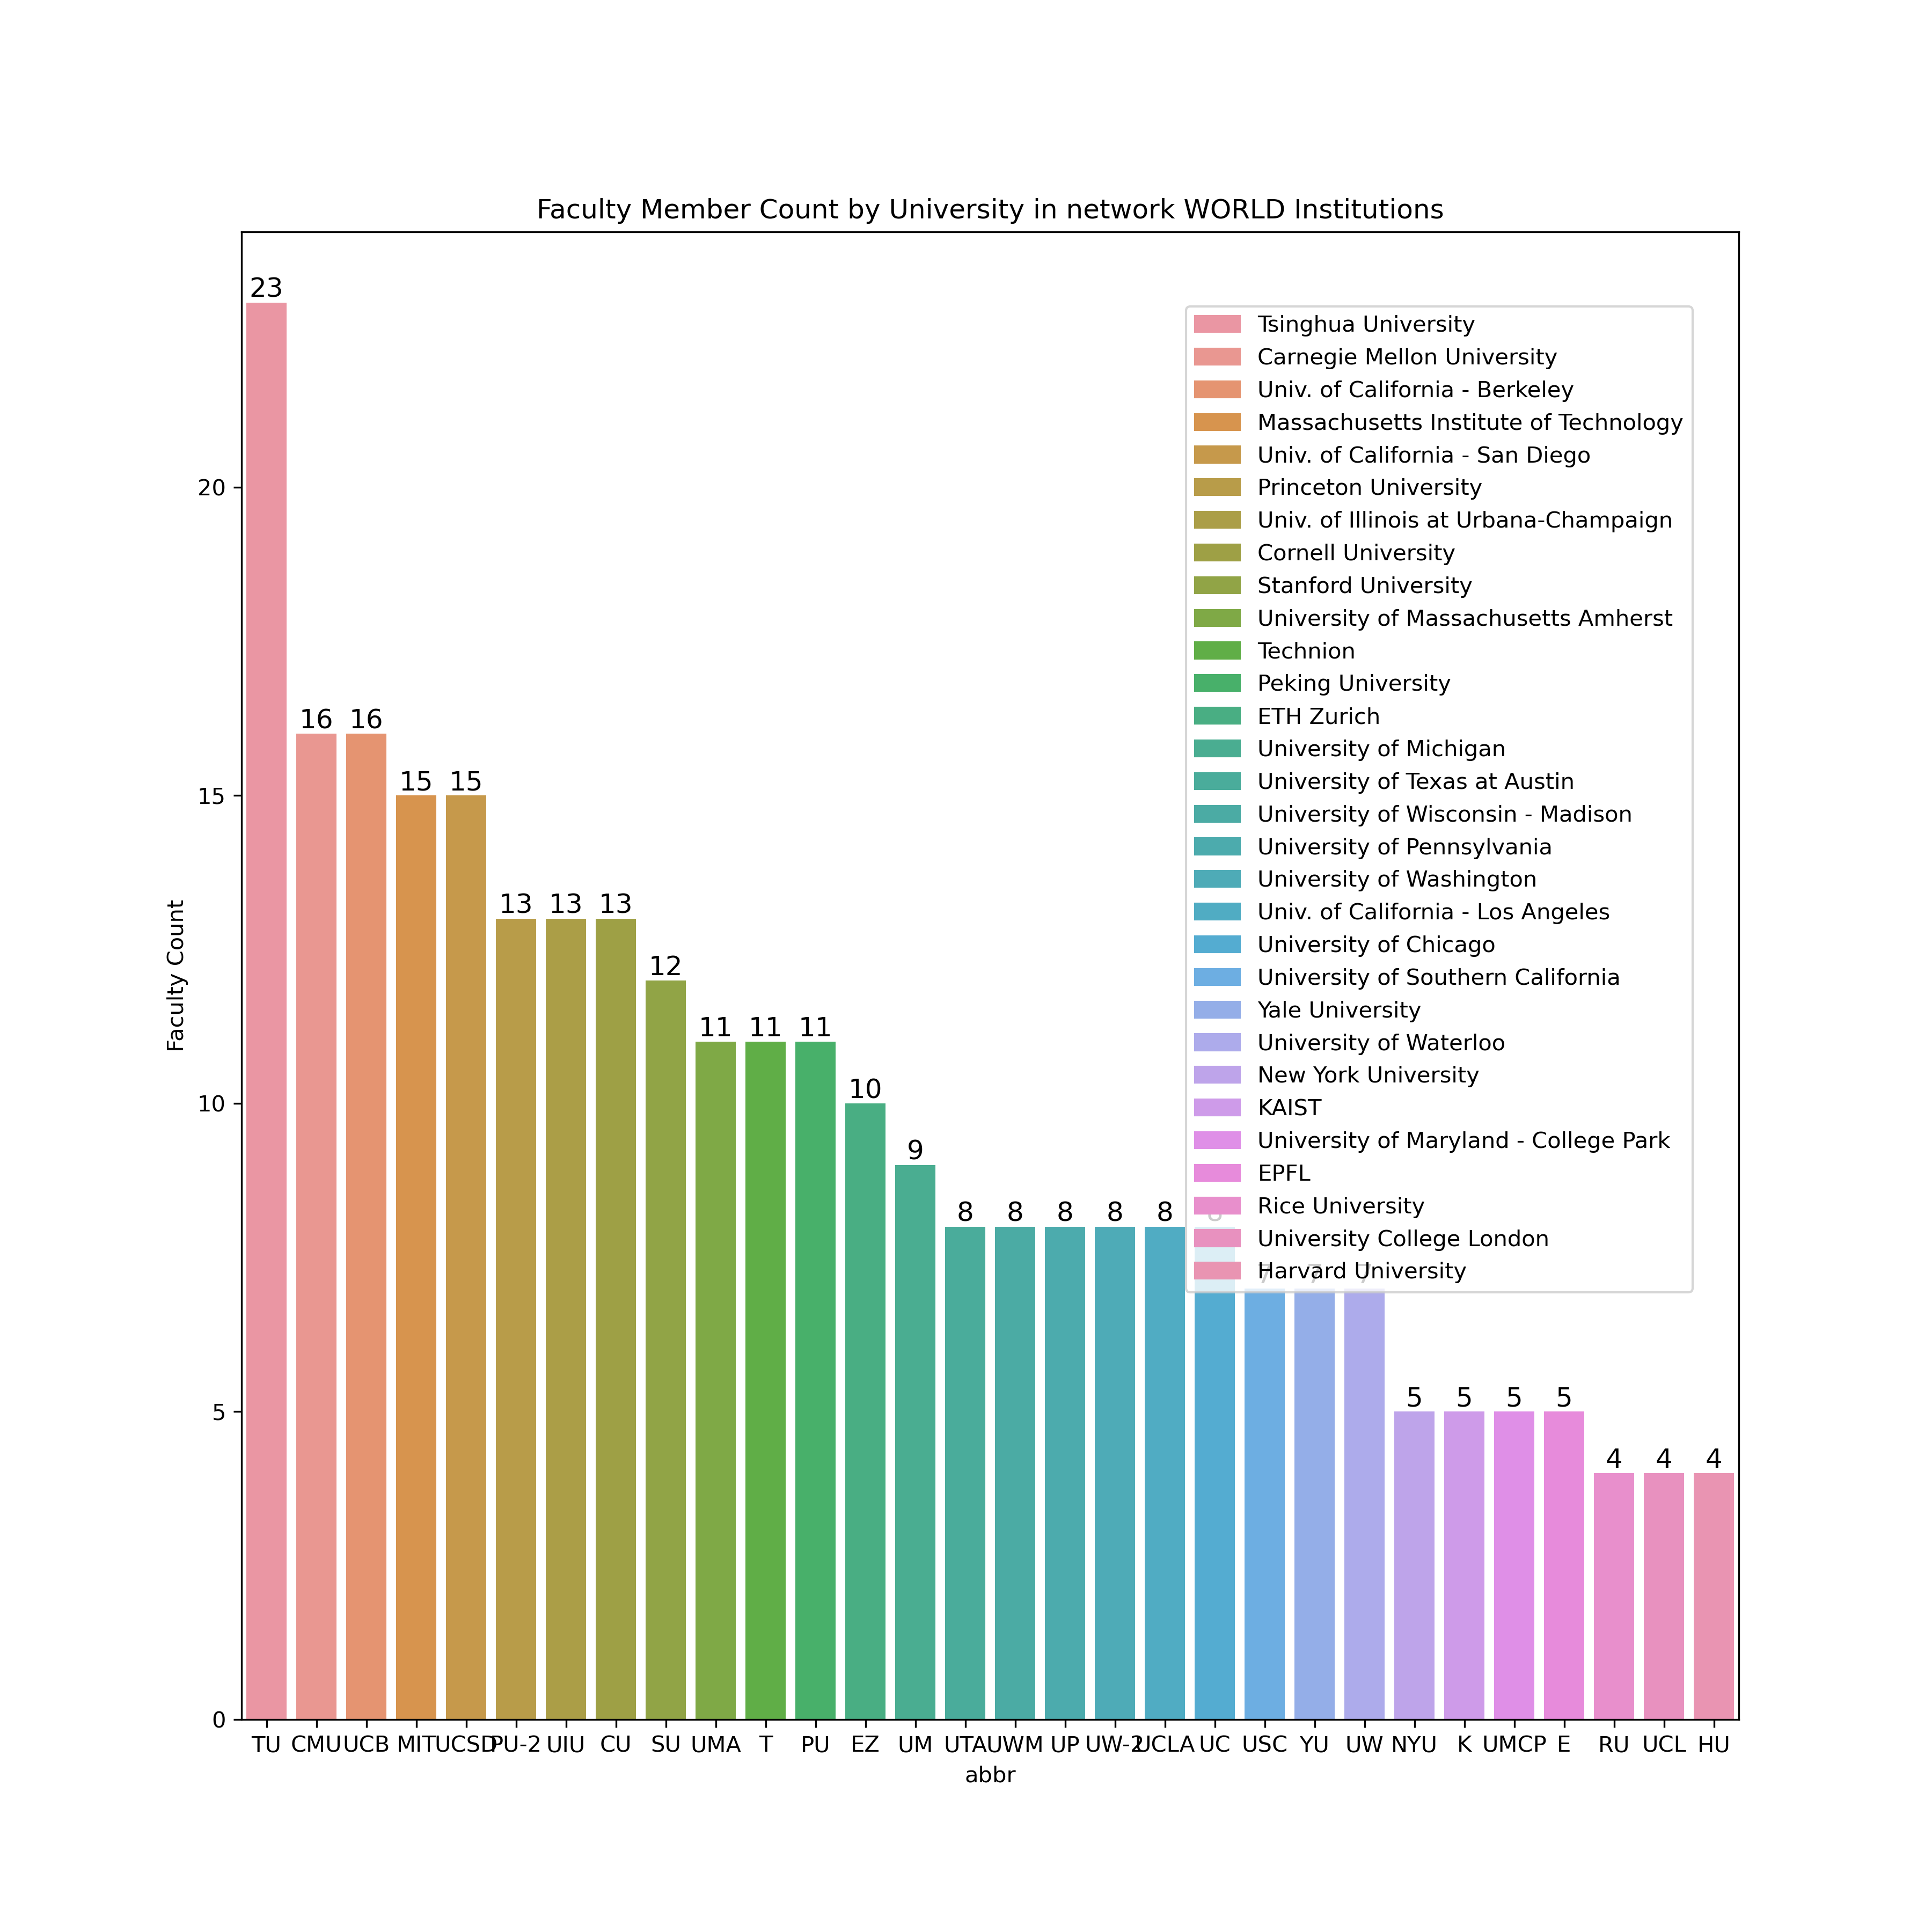 Faculty Member Count by University in network WORLD Institutions
23
16 16
15 15
13 13 13
12
11 11 11
10
9
8 8 8 8 8 8
7 7 7
5 5 5 5
4 4 4
Tsinghua University
Carnegie Mellon University
Univ. of California - Berkeley
Massachusetts Institute of Technology
Univ. of California - San Diego
Princeton University
Univ. of Illinois at Urbana-Champaign
Cornell University
Stanford University
University of Massachusetts Amherst
Technion
Peking University
ETH Zurich
University of Michigan
University of Texas at Austin
University of Wisconsin - Madison
University of Pennsylvania
University of Washington
Univ. of California - Los Angeles
University of Chicago
University of Southern California
Yale University
University of Waterloo
New York University
KAIST
University of Maryland - College Park
EPFL
Rice University
University College London
Harvard University
Faculty Count
20
15
10
5
0
TU CMU UCB MIT UCSD PU-2 UIU CU SU UMA T PU EZ UM UTA UWM UP UW-2 UCLA UC USC YU UW NYU K UMCP E RU UCL HU
abbr